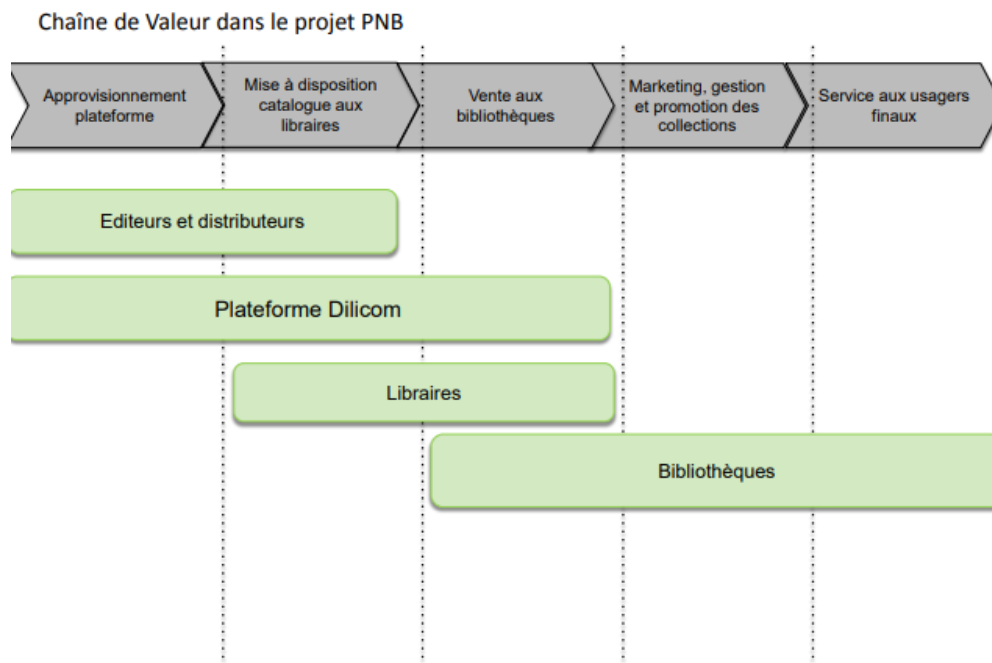 Chaîne de Valeur dans le projet PNB
Approvisionnement
plateforme
Mise à disposition
catalogue aux
libraires
Vente aux
bibliothèques
Marketing, gestion
et promotion des
collections
Service aux usagers
finaux
Editeurs et distributeurs
Plateforme Dilicom
Libraires
Bibliothèques